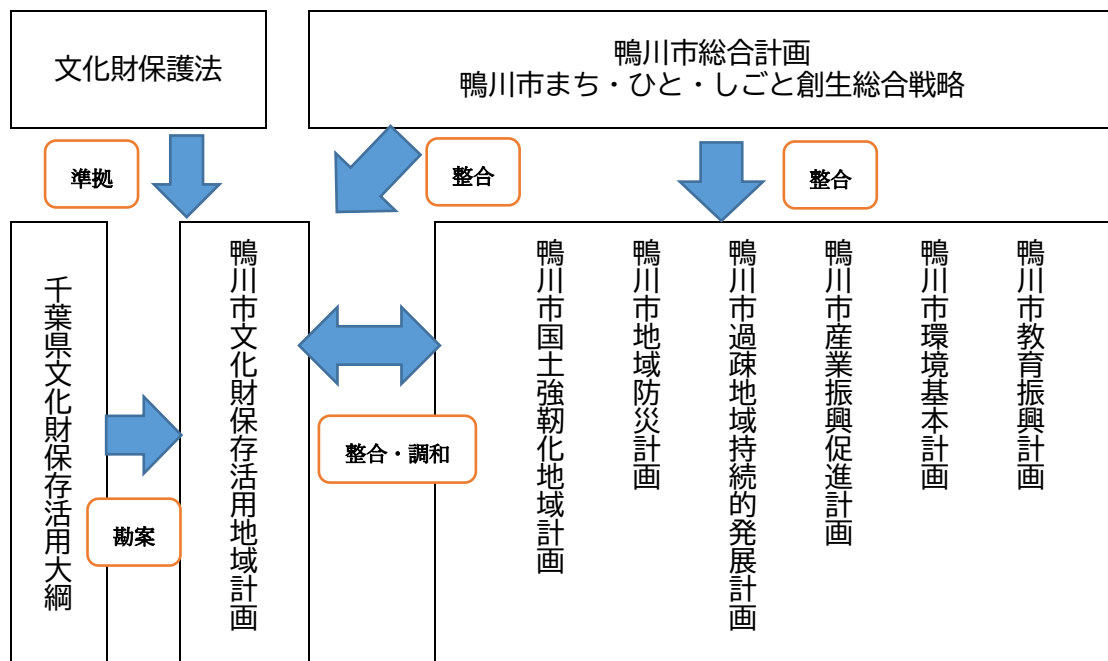 文化財保護法
鴨川市総合計画
鴨川市まち・ひと・しごと創生総合戦略
準拠
整合
整合
千葉県文化財保存活用大綱
勘案
鴨川市文化財保存活用地域計画
整合・調和
鴨川市国土強靭化地域計画
鴨川市地域防災計画
鴨川市過疎地域持続的発展計画
鴨川市産業振興促進計画
鴨川市環境基本計画
鴨川市教育振興計画